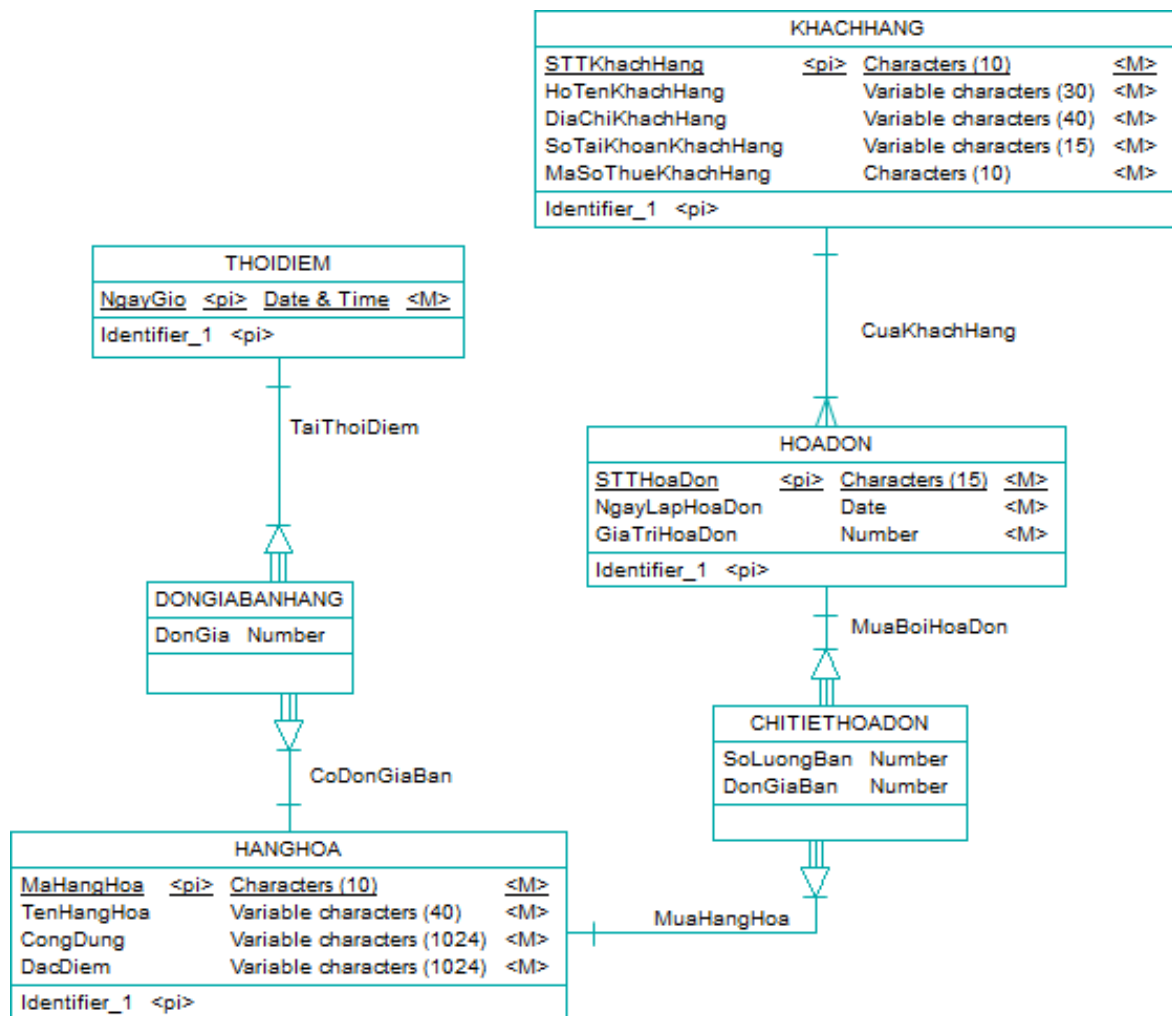 KHACHHANG
STTKhachHang <pi> Characters (10) <M>
HoTenKhachHang Variable characters (30) <M>
DiaChiKhachHang Variable characters (40) <M>
SoTaiKhoanKhachHang Variable characters (15) <M>
MaSoThueKhachHang Characters (10) <M>
Identifier_1 <pi>
THOIDIEM
NgayGio <pi> Date & Time <M>
Identifier_1 <pi>
CuaKhachHang
TaiThoiDiem
HOADON
STTHoaDon <pi> Characters (15) <M>
NgayLapHoaDon Date <M>
GiaTriHoaDon Number <M>
Identifier_1 <pi>
DONGIABANHANG
DonGia Number
MuaBoiHoaDon
CHITIETHOADON
SoLuongBan Number
DonGiaBan Number
CoDonGiaBan
HANGHOA
MaHangHoa <pi> Characters (10) <M>
TenHangHoa Variable characters (40) <M>
CongDung Variable characters (1024) <M>
DacDiem Variable characters (1024) <M>
Identifier_1 <pi>
MuaHangHoa